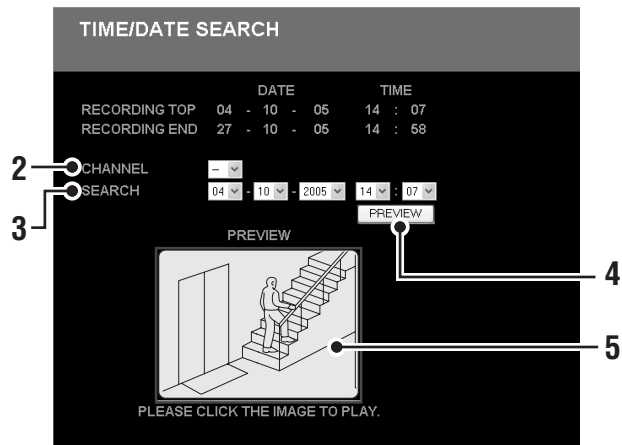 TIME/DATE SEARCH
DATE TIME
RECORDING TOP 04 - 10 - 05 14 : 07
RECORDING END 27 - 10 - 05 14 : 58
2 CHANNEL –
3 SEARCH 04 - 10 - 2005 14 : 07
PREVIEW 4
PREVIEW
5
PLEASE CLICK THE IMAGE TO PLAY.